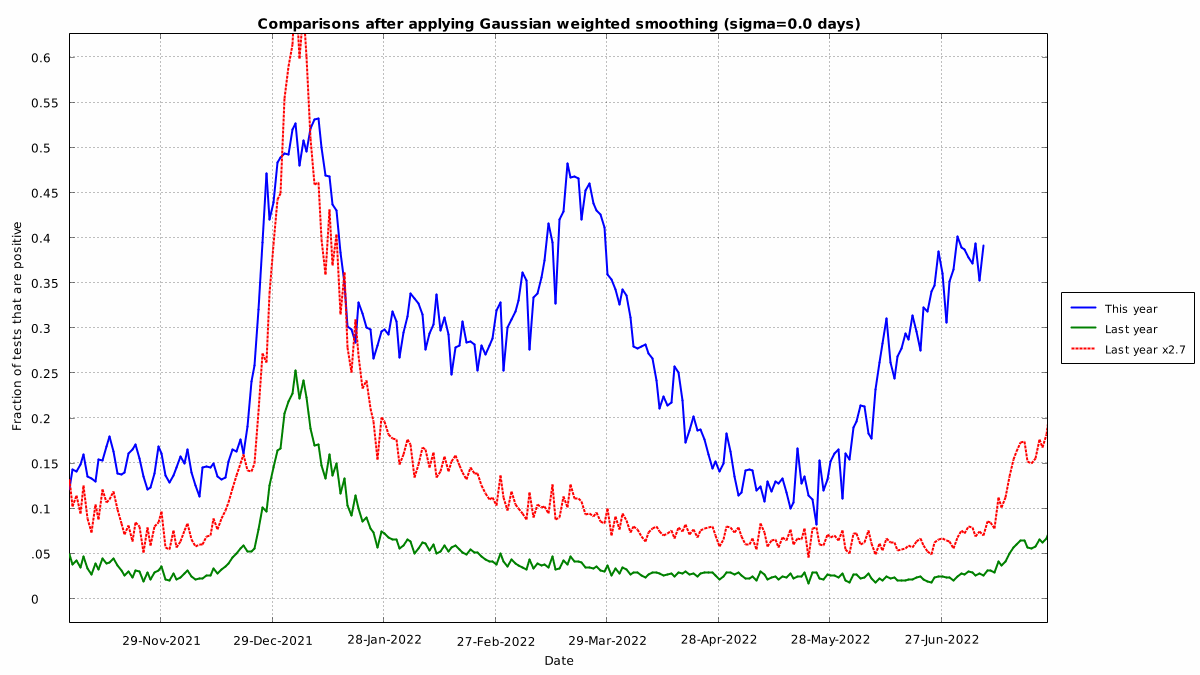 Comparisons after applying Gaussian weighted smoothing (sigma=0.0 days)
Fraction of tests that are positive
0.6
0.55
0.5
0.45
0.4
0.35
0.3
0.25
0.2
0.15
0.1
.05
0
29-Nov-2021
29-Dec-2021
28-Jan-2022
27-Feb-2022
29-Mar-2022
28-Apr-2022
28-May-2022
27-Jun-2022
Date
This year
Last year
Last year x2.7